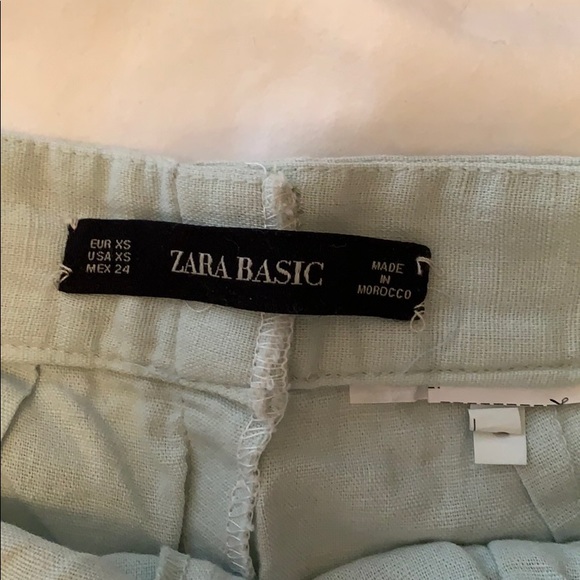 EUR XS
USA XS
MEX 24
ZARA BASIC
MADE
IN
MOROCCO